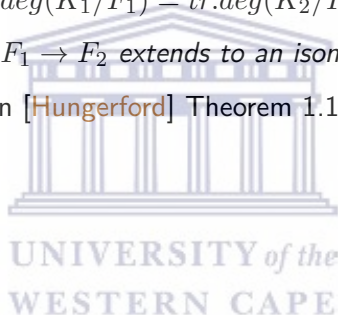 deg(K₁/F₁) = tr.deg(K₂/
F₁ → F₂ extends to an ison
n [Hungerford] Theorem 1.1
UNIVERSITY of the
WESTERN CAPE